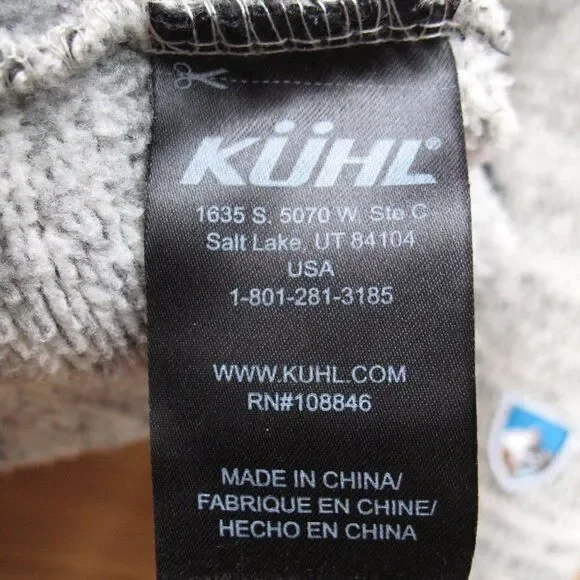 KÜHL®
1635 S. 5070 W. Ste C
Salt Lake, UT 84104
USA
1-801-281-3185
WWW.KUHL.COM
RN#108846
MADE IN CHINA/
FABRIQUE EN CHINE/
HECHO EN CHINA